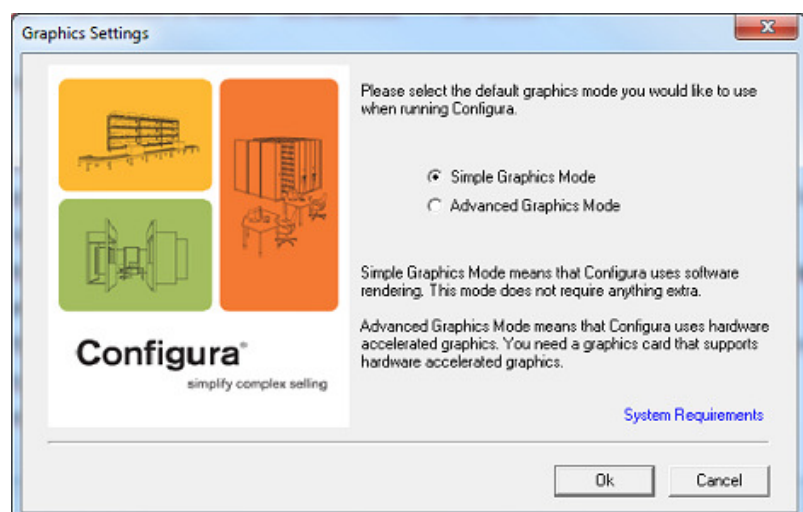 Graphics Settings
Please select the default graphics mode you would like to use
when running Configura.
Simple Graphics Mode
Advanced Graphics Mode
Simple Graphics Mode means that Configura uses software
rendering. This mode does not require anything extra.
Advanced Graphics Mode means that Configura uses hardware
accelerated graphics. You need a graphics card that supports
hardware accelerated graphics.
Configura®
simplify complex selling
System Requirements
Ok
Cancel